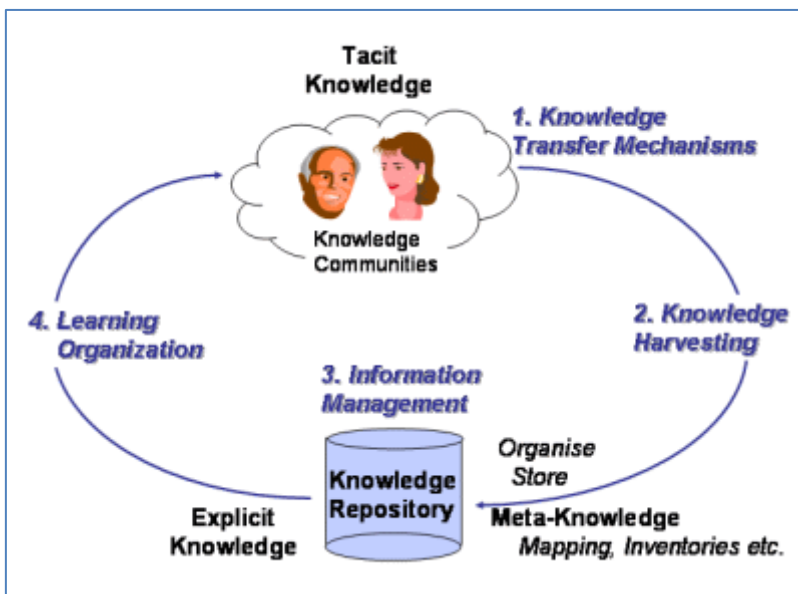 Tacit
Knowledge
1. Knowledge
Transfer Mechanisms
Knowledge
Communities
2. Knowledge
Harvesting
4. Learning
Organization
3. Information
Management
Knowledge
Repository
Organise
Store
Meta-Knowledge
Mapping, Inventories etc.
Explicit
Knowledge